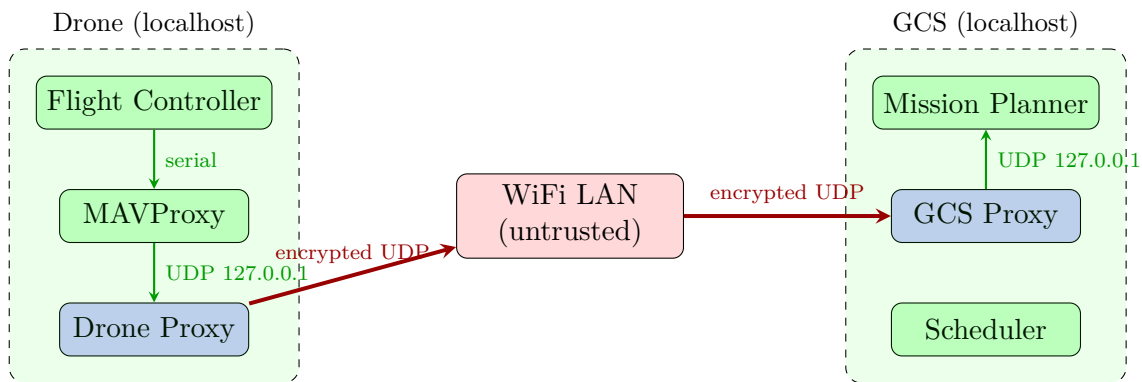 Drone (localhost)
Flight Controller
serial
MAVProxy
UDP 127.0.0.1
Drone Proxy
encrypted UDP
WiFi LAN
(untrusted)
encrypted UDP
GCS (localhost)
Mission Planner
UDP 127.0.0.1
GCS Proxy
Scheduler